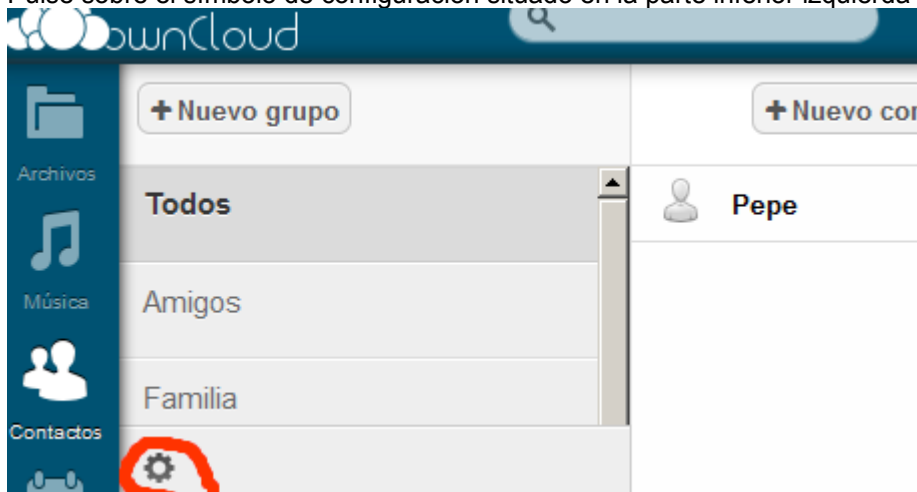 Pulse sobre el símbolo de configuración situado en la parte inferior izquierda
ownCloud
+ Nuevo grupo
+ Nuevo con
Archivos
Todos
Pepe
Música
Amigos
Familia
Contactos